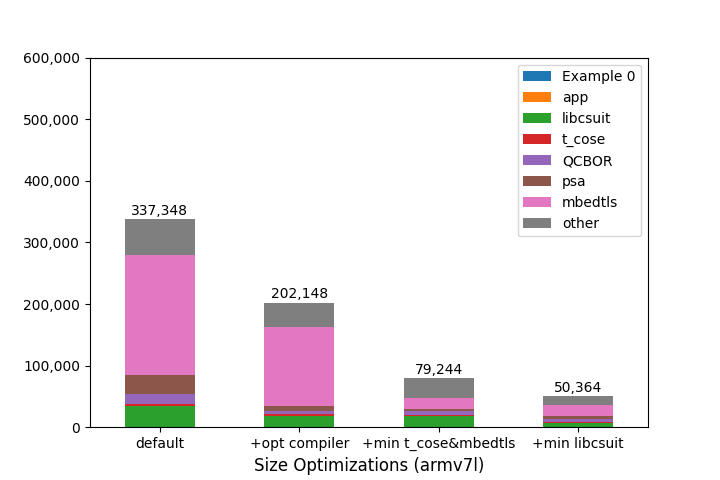 600,000
500,000
400,000
300,000
200,000
100,000
0
Example 0
app
libcsuit
t_cose
QCBOR
psa
mbedtls
other
337,348
202,148
79,244
50,364
default
+opt compiler
+min t_cose&mbedtls
+min libcsuit
Size Optimizations (armv7l)